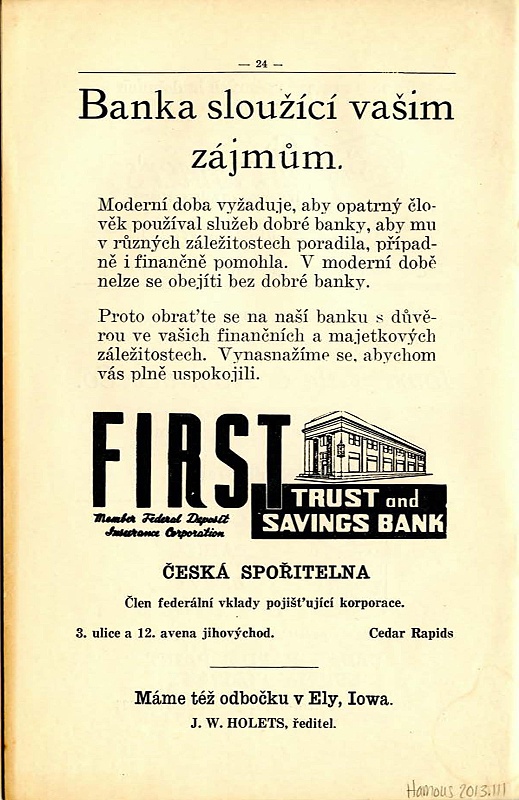 — 24 —
Banka sloužící vašim
zájmům.
Moderní doba vyžaduje, aby opatrný člo-
věk používal služeb dobré banky, aby mu
v různých záležitostech poradila, případ-
ně i finančně pomohla. V moderní době
nelze se obejíti bez dobré banky.
Proto obrat'te se na naší banku s důvě-
rou ve vašich finančních a majetkových
záležitostech. Vynasnažíme se, abychom
vás plně uspokojili.
FIRST
TRUST and
SAVINGS BANK
Member Federal Deposit
Insurance Corporation
ČESKÁ SPOŘITELNA
Člen federální vklady pojišt'ující korporace.
3. ulice a 12. avena jihovýchod. Cedar Rapids
Máme též odbočku v Ely, Iowa.
J. W. HOLETS, ředitel.
Hamous 2013.111